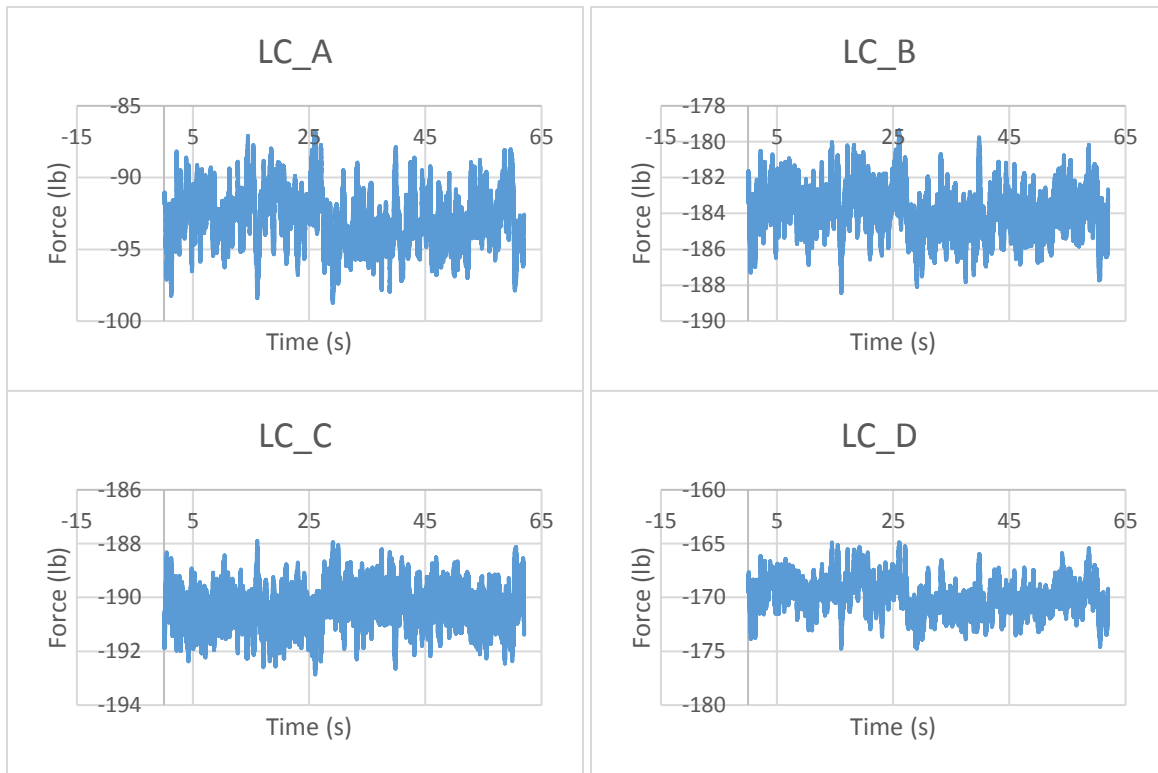 LC_A
-85
-15 5 25 45 65
-90
-95
-100
Force (lb)
Time (s)
LC_B
-178
-15 5 25 45 65
-180
-182
-184
-186
-188
-190
Force (lb)
Time (s)
LC_C
-186
-15 5 25 45 65
-188
-190
-192
-194
Force (lb)
Time (s)
LC_D
-160
-15 5 25 45 65
-165
-170
-175
-180
Force (lb)
Time (s)